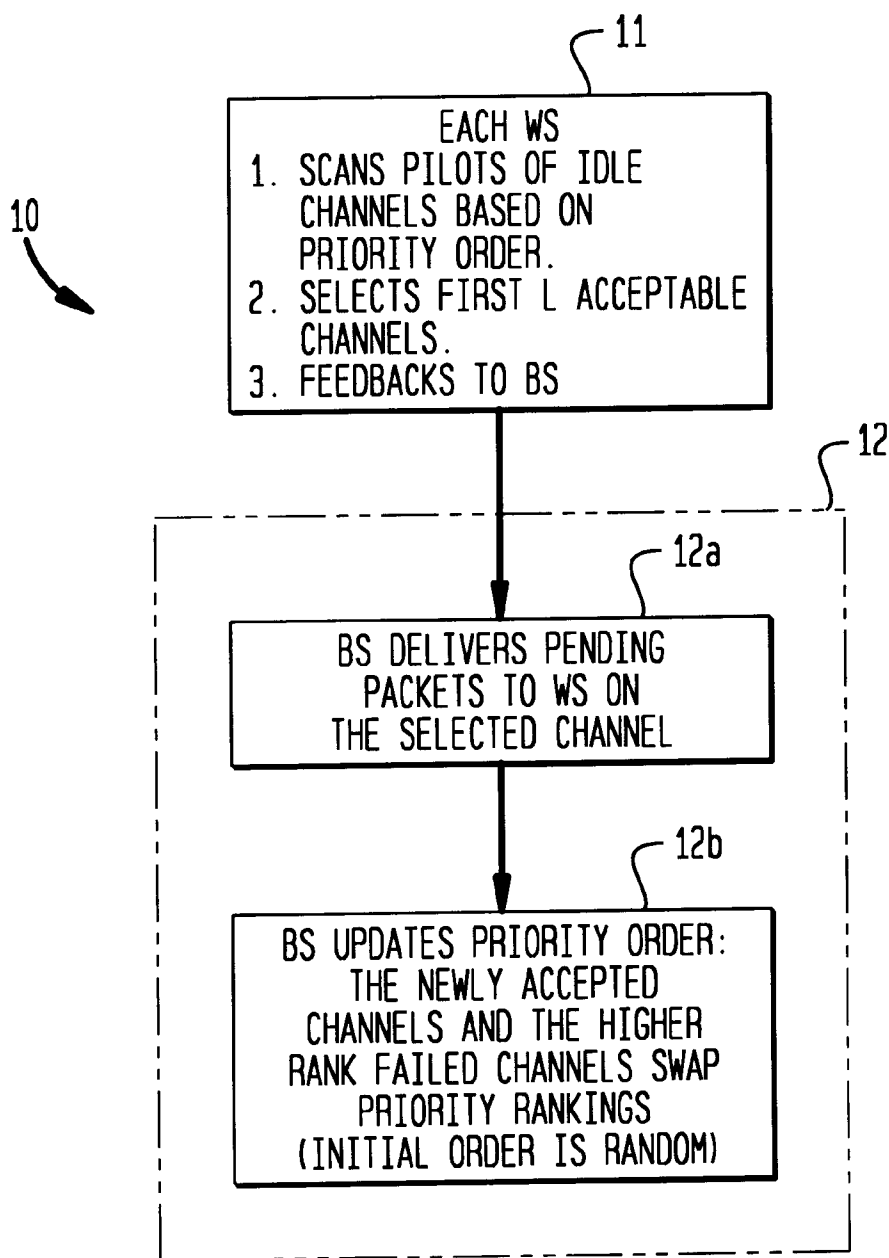 11
EACH WS
1. SCANS PILOTS OF IDLE
CHANNELS BASED ON
PRIORITY ORDER.
2. SELECTS FIRST L ACCEPTABLE
CHANNELS.
3. FEEDBACKS TO BS
10
12
12a
BS DELIVERS PENDING
PACKETS TO WS ON
THE SELECTED CHANNEL
12b
BS UPDATES PRIORITY ORDER:
THE NEWLY ACCEPTED
CHANNELS AND THE HIGHER
RANK FAILED CHANNELS SWAP
PRIORITY RANKINGS
(INITIAL ORDER IS RANDOM)